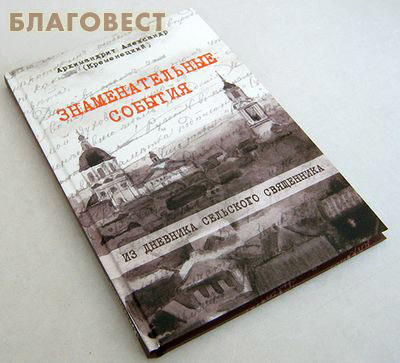 БЛАГОВЕСТ
Архимандрит Александр
(Кременецкий)
ЗНАМЕНАТЕЛЬНЫЕ
СОБЫТИЯ
ИЗ ДНЕВНИКА СЕЛЬСКОГО СВЯЩЕННИКА